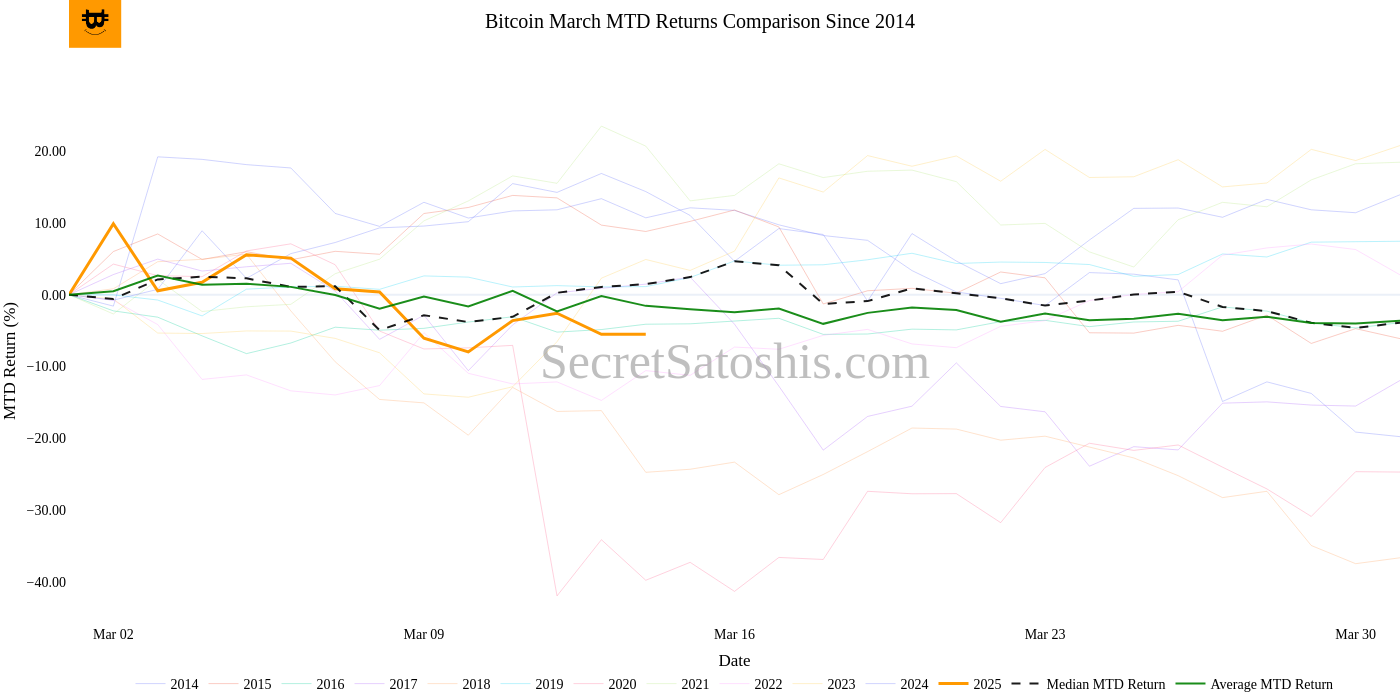 Bitcoin March MTD Returns Comparison Since 2014
MTD Return (%)
20.00
10.00
0.00
−10.00
−20.00
−30.00
−40.00
SecretSatoshis.com
Mar 02 Mar 09 Mar 16 Mar 23 Mar 30
Date
2014 2015 2016 2017 2018 2019 2020 2021 2022 2023 2024 2025 Median MTD Return Average MTD Return